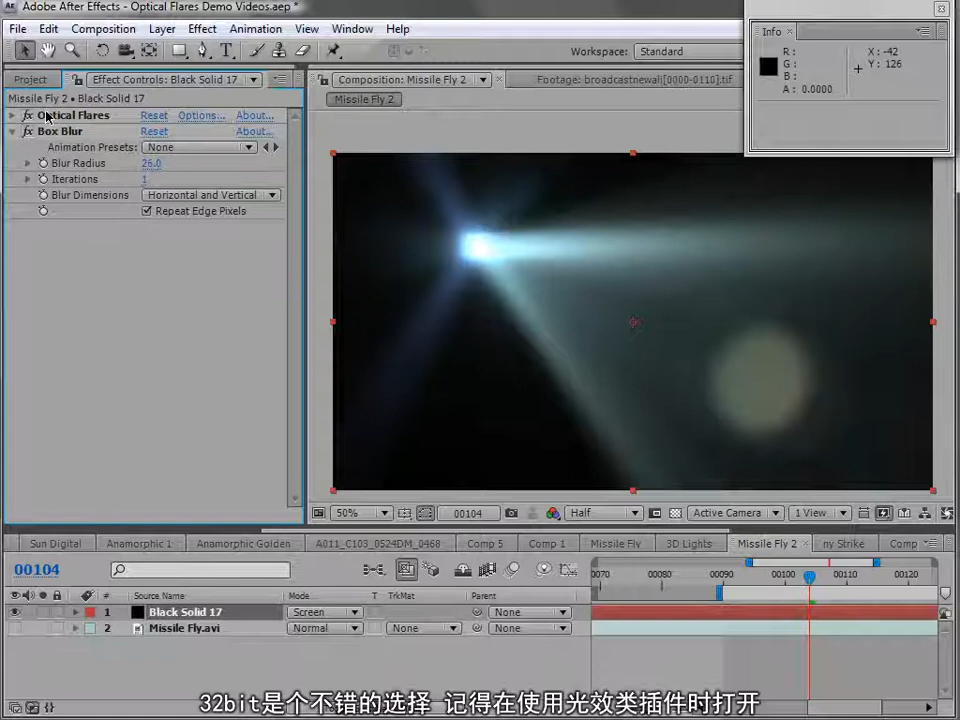 Adobe After Effects - Optical Flares Demo Videos.aep *
File Edit Composition Layer Effect Animation View Window Help
Workspace: Standard
Info
R :
G :
B :
A : 0.0000
X : -42
Y : 126
Project
Effect Controls: Black Solid 17
Composition: Missile Fly 2
Footage: broadcastnewall[0000-0110].tif
Missile Fly 2 • Black Solid 17
Missile Fly 2
Optical Flares Reset Options... About...
Box Blur Reset About...
Animation Presets: None
Blur Radius 26.0
Iterations 1
Blur Dimensions Horizontal and Vertical
Repeat Edge Pixels
50% 00104 Half Active Camera 1 View
Sun Digital Anamorphic 1 Anamorphic Golden A011_C103_0524DM_0468 Comp 5 Comp 1 Missile Fly 3D Lights Missile Fly 2 ny Strike Comp
00104
0070 00080 00090 00100 00110 00120
# Source Name Mode T TrkMat Parent
1 Black Solid 17 Screen None
2 Missile Fly.avi Normal None None
32bit是个不错的选择 记得在使用光效类插件时打开